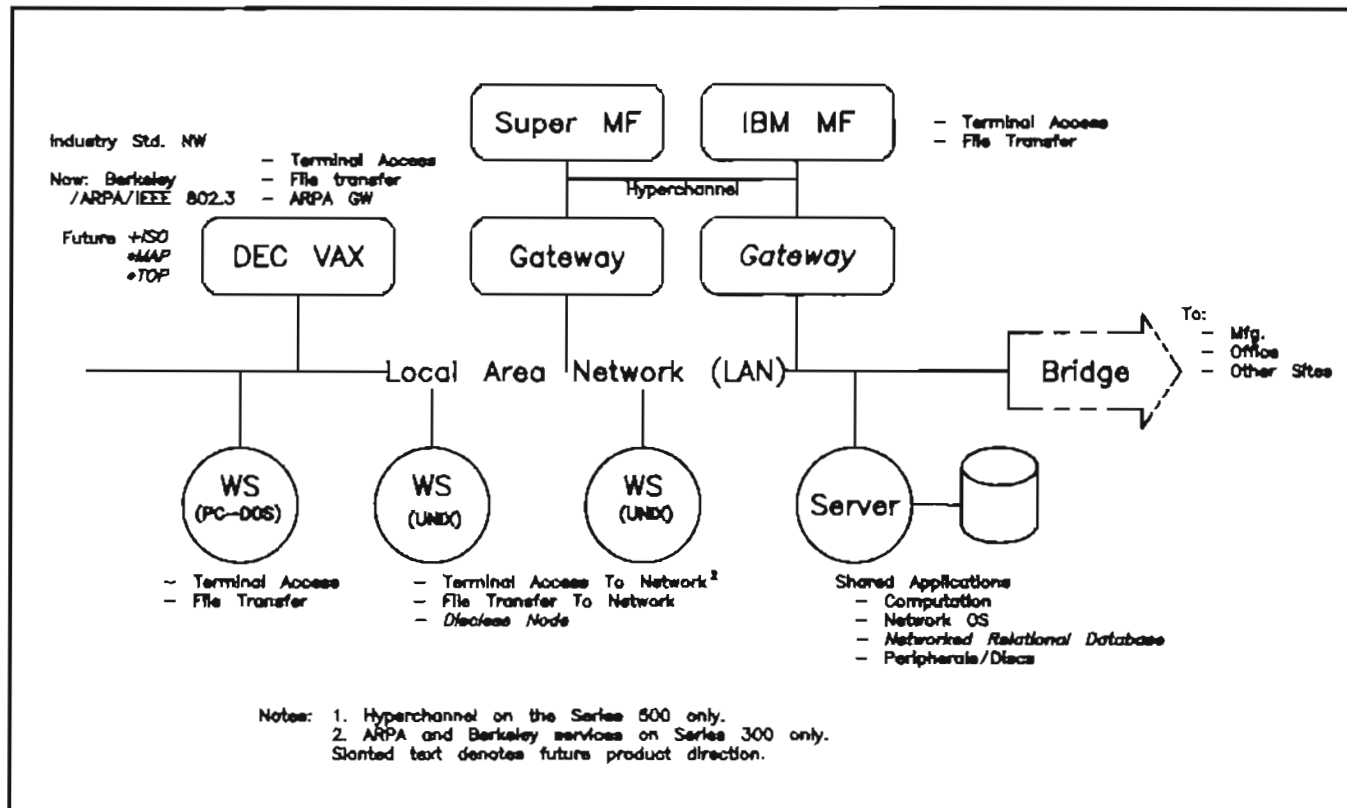 Super MF
IBM MF
- Terminal Access
- File Transfer
Industry Std. NW
Now: Berkeley
/ARPA/IEEE 802.3
- Terminal Access
- File transfer
- ARPA GW
Hyperchannel
Future +ISO
*MAP
*TOP
DEC VAX
Gateway
Gateway
Local Area Network (LAN)
Bridge
To:
- Mfg.
- Office
- Other Sites
WS
(PC-DOS)
WS
(UNIX)
WS
(UNIX)
Server
- Terminal Access
- File Transfer
- Terminal Access To Network²
- File Transfer To Network
- Discless Node
Shared Applications
- Computation
- Network OS
- Networked Relational Database
- Peripherals/Discs
Notes: 1. Hyperchannel on the Series 500 only.
2. ARPA and Berkeley services on Series 300 only.
Slanted text denotes future product direction.